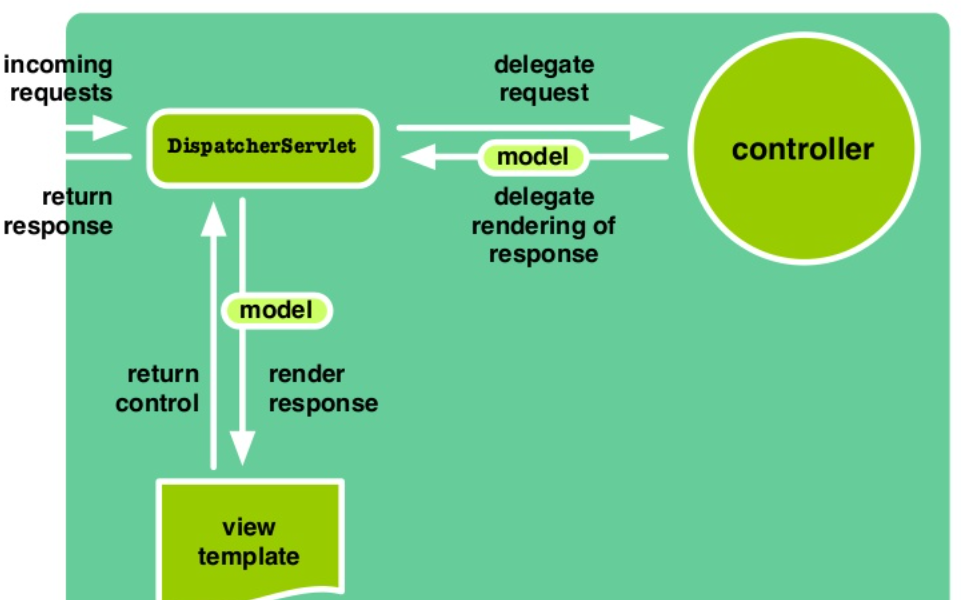 incoming
requests
delegate
request
DispatcherServlet
controller
model
return
response
delegate
rendering of
response
model
return
control
render
response
view
template